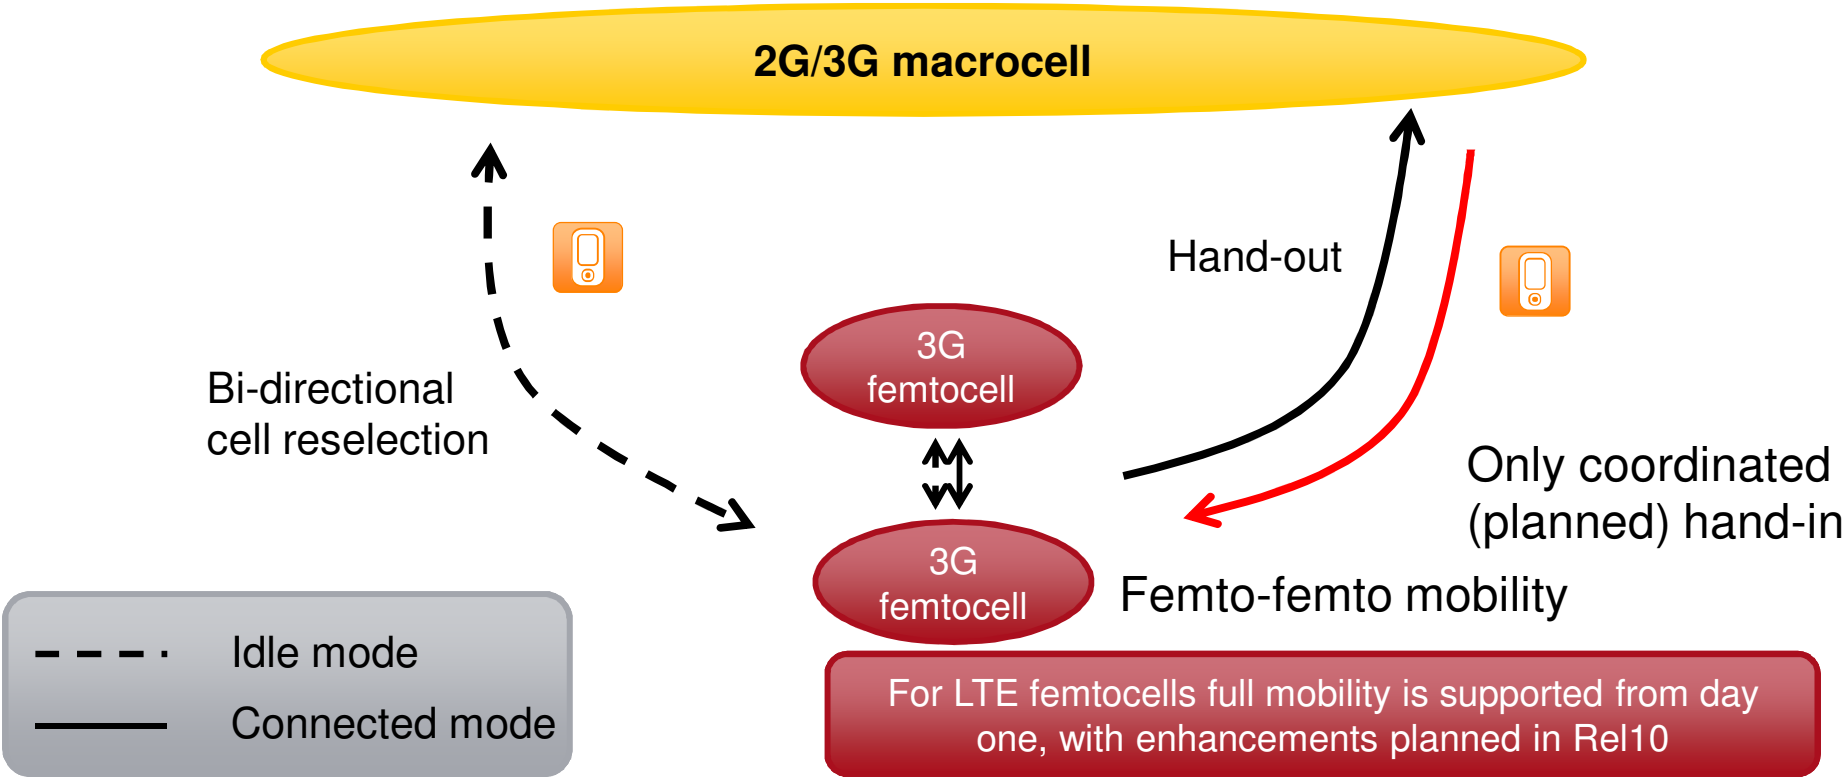 2G/3G macrocell
Hand-out
3G
femtocell
Bi-directional
cell reselection
Only coordinated
(planned) hand-in
3G
femtocell
Femto-femto mobility
Idle mode
Connected mode
For LTE femtocells full mobility is supported from day
one, with enhancements planned in Rel10